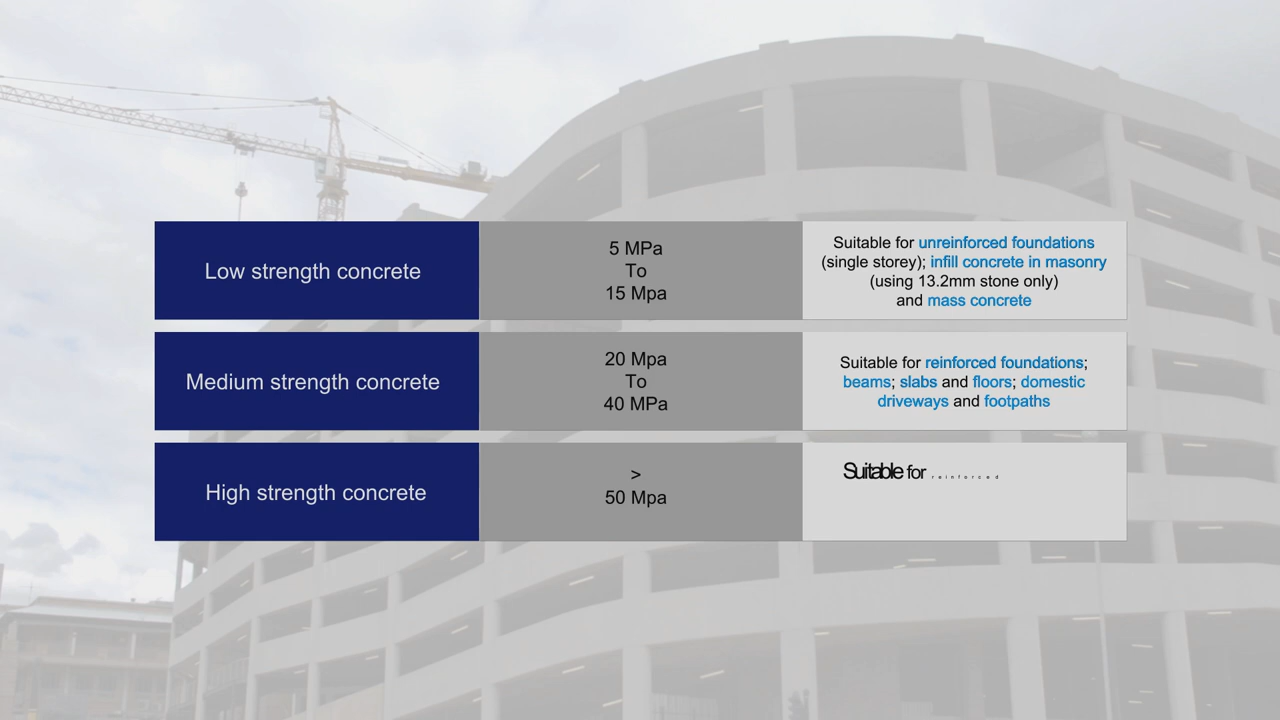 Low strength concrete
5 MPa
To
15 Mpa
Suitable for unreinforced foundations
(single storey); infill concrete in masonry
(using 13.2mm stone only)
and mass concrete
Medium strength concrete
20 Mpa
To
40 MPa
Suitable for reinforced foundations;
beams; slabs and floors; domestic
driveways and footpaths
High strength concrete
>
50 Mpa
Suitable for reinforced